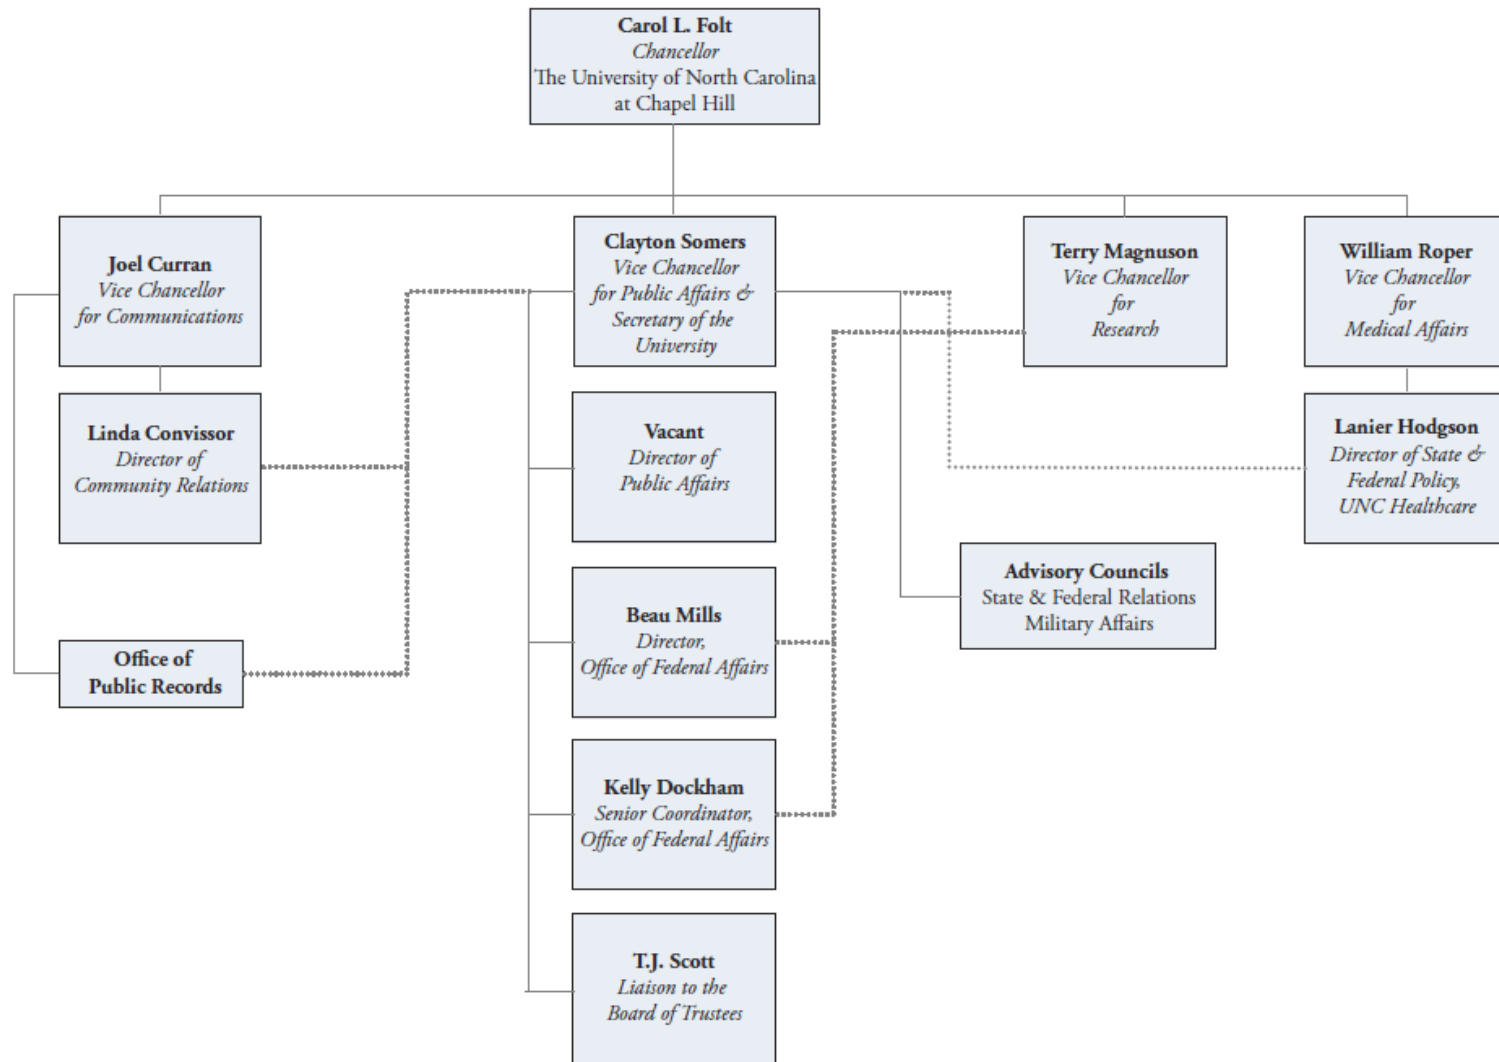 Carol L. Folt
Chancellor
The University of North Carolina
at Chapel Hill
Joel Curran
Vice Chancellor
for Communications
Clayton Somers
Vice Chancellor
for Public Affairs &
Secretary of the
University
Terry Magnuson
Vice Chancellor
for
Research
William Roper
Vice Chancellor
for
Medical Affairs
Linda Convissor
Director of
Community Relations
Vacant
Director of
Public Affairs
Lanier Hodgson
Director of State &
Federal Policy,
UNC Healthcare
Advisory Councils
State & Federal Relations
Military Affairs
Beau Mills
Director,
Office of Federal Affairs
Office of
Public Records
Kelly Dockham
Senior Coordinator,
Office of Federal Affairs
T.J. Scott
Liaison to the
Board of Trustees